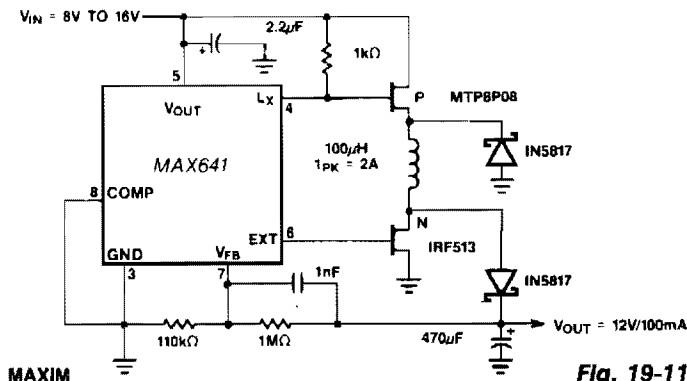 VIN = 8V TO 16V
2.2µF
+
1kΩ
5
VOUT
LX
4
P
MTP8P08
MAX641
100µH
1PK = 2A
IN5817
8
COMP
N
EXT
6
IRF513
GND
VFB
3
7
1nF
IN5817
110kΩ
1MΩ
470µF
+
VOUT = 12V/100mA
MAXIM
Fig. 19-11